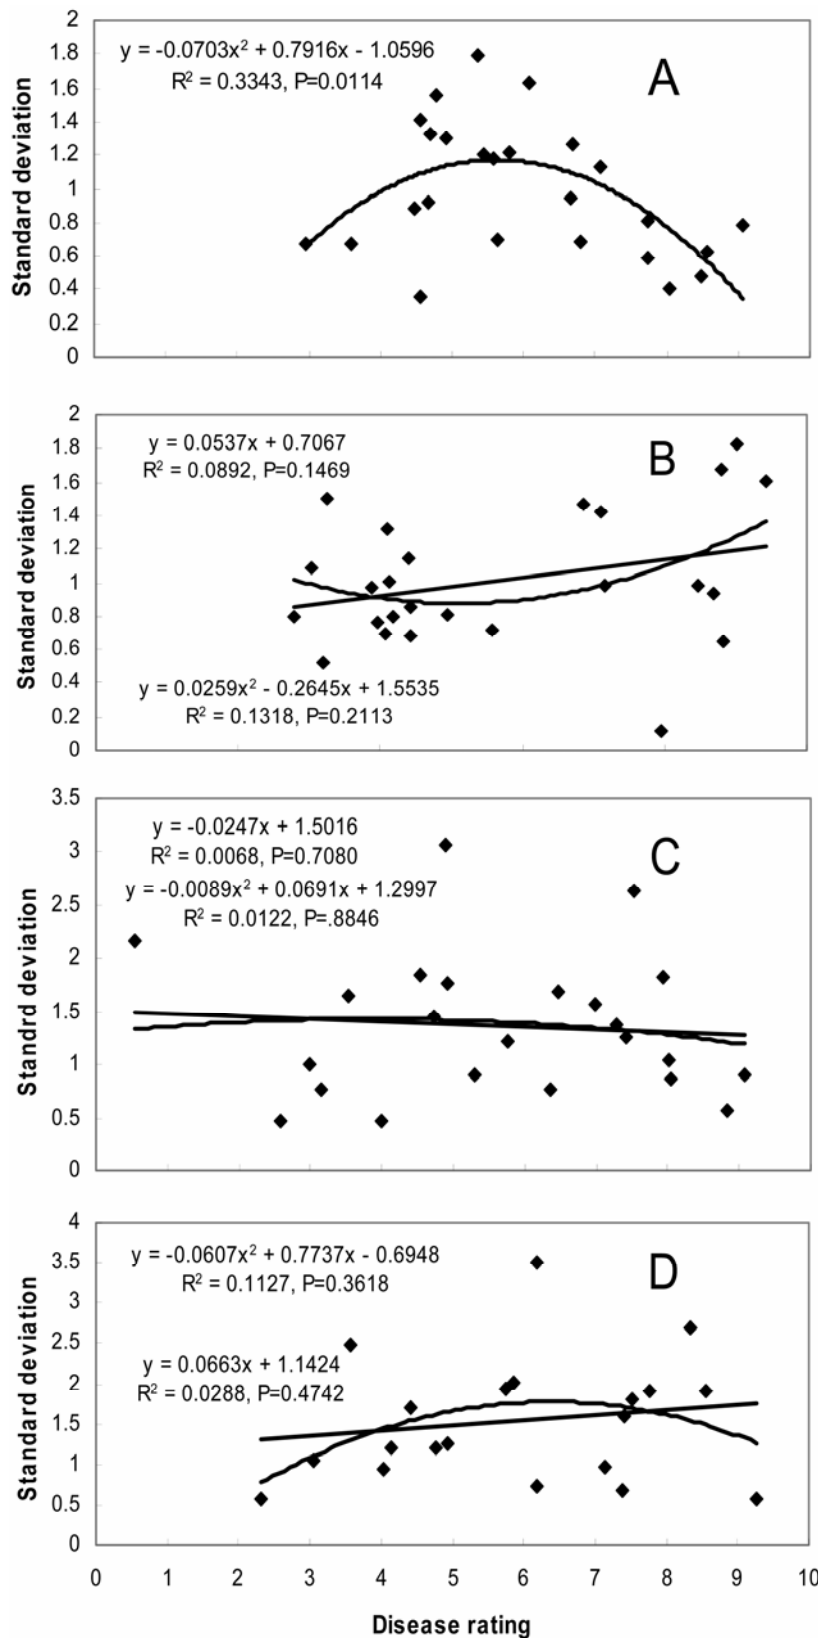 y = -0.0703x² + 0.7916x - 1.0596
R² = 0.3343, P=0.0114
A
Standard deviation
2
1.8
1.6
1.4
1.2
1
0.8
0.6
0.4
0.2
0
y = 0.0537x + 0.7067
R² = 0.0892, P=0.1469
B
Standard deviation
2
1.8
1.6
1.4
1.2
1
0.8
0.6
0.4
0.2
0
y = 0.0259x² - 0.2645x + 1.5535
R² = 0.1318, P=0.2113
y = -0.0247x + 1.5016
R² = 0.0068, P=0.7080
y = -0.0089x² + 0.0691x + 1.2997
R² = 0.0122, P=.8846
C
Standrd deviation
3.5
3
2.5
2
1.5
1
0.5
0
y = -0.0607x² + 0.7737x - 0.6948
R² = 0.1127, P=0.3618
D
y = 0.0663x + 1.1424
R² = 0.0288, P=0.4742
Standard deviation
4
3.5
3
2.5
2
1.5
1
0.5
0
0 1 2 3 4 5 6 7 8 9 10
Disease rating